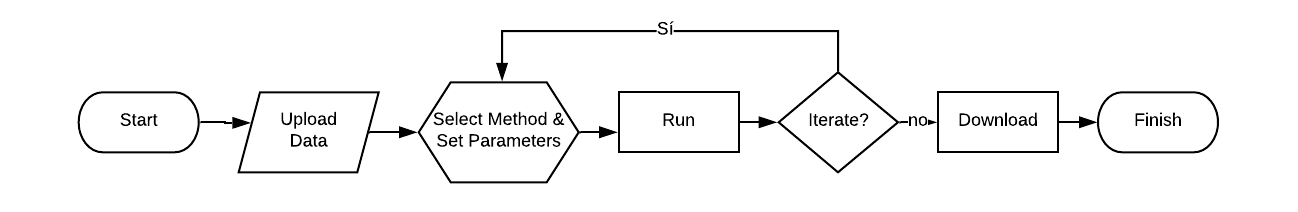 Sí
Start
Upload
Data
Select Method &
Set Parameters
Run
Iterate?
no
Download
Finish